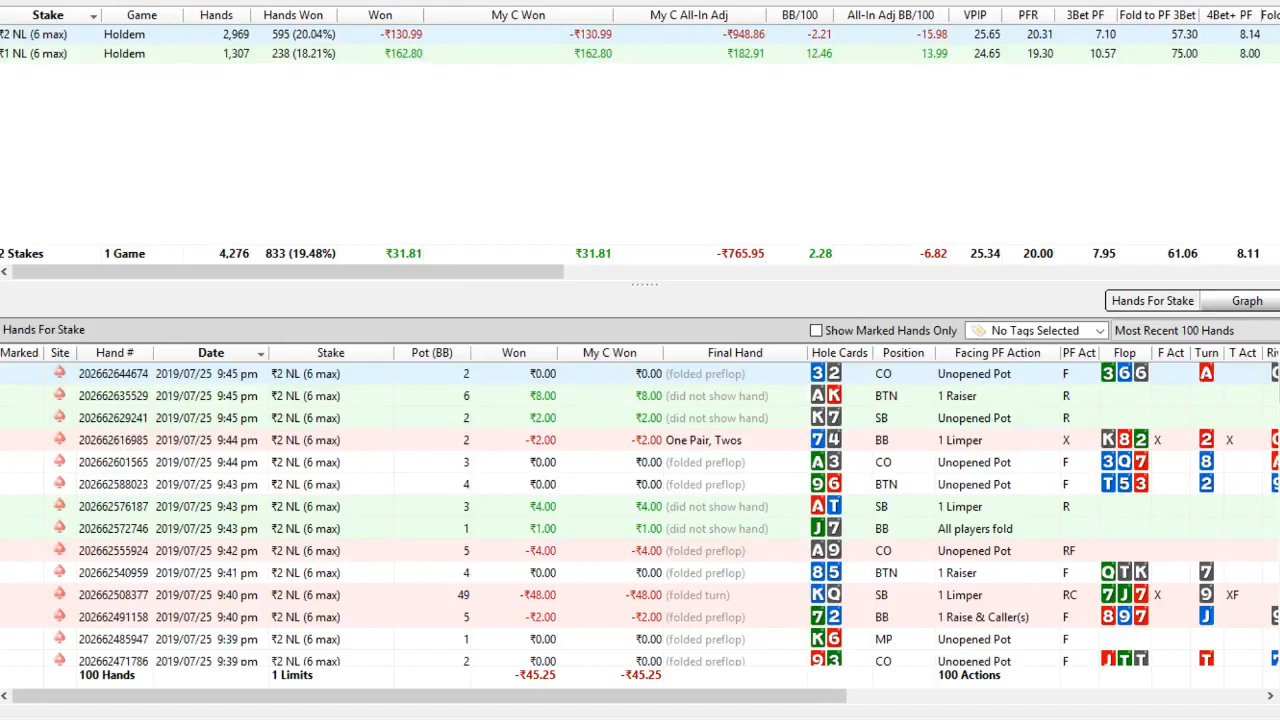 Stake Game Hands Hands Won Won My C Won My C All-In Adj BB/100 All-In Adj BB/100 VPIP PFR 3Bet PF Fold to PF 3Bet 4Bet+ PF Fold
₹2 NL (6 max) Holdem 2,969 595 (20.04%) -₹130.99 -₹130.99 -₹948.86 -2.21 -15.98 25.65 20.31 7.10 57.30 8.14
₹1 NL (6 max) Holdem 1,307 238 (18.21%) ₹162.80 ₹162.80 ₹182.91 12.46 13.99 24.65 19.30 10.57 75.00 8.00
2 Stakes 1 Game 4,276 833 (19.48%) ₹31.81 ₹31.81 -₹765.95 2.28 -6.82 25.34 20.00 7.95 61.06 8.11
Hands For Stake Graph
Hands For Stake Show Marked Hands Only No Tags Selected Most Recent 100 Hands
Marked Site Hand # Date Stake Pot (BB) Won My C Won Final Hand Hole Cards Position Facing PF Action PF Act Flop F Act Turn T Act
202662644674 2019/07/25 9:45 pm ₹2 NL (6 max) 2 ₹0.00 ₹0.00 (folded preflop) 3 2 CO Unopened Pot F 3 6 6 A
202662635529 2019/07/25 9:45 pm ₹2 NL (6 max) 6 ₹8.00 ₹8.00 (did not show hand) A K BTN 1 Raiser R
202662629241 2019/07/25 9:45 pm ₹2 NL (6 max) 2 ₹2.00 ₹2.00 (did not show hand) K 7 SB Unopened Pot R
202662616985 2019/07/25 9:44 pm ₹2 NL (6 max) 2 -₹2.00 -₹2.00 One Pair, Twos 7 4 BB 1 Limper X K 8 2 X 2 X
202662601565 2019/07/25 9:44 pm ₹2 NL (6 max) 3 ₹0.00 ₹0.00 (folded preflop) A 3 CO Unopened Pot F 3 Q 7 8
202662588023 2019/07/25 9:43 pm ₹2 NL (6 max) 4 ₹0.00 ₹0.00 (folded preflop) 9 6 BTN Unopened Pot F T 5 3 2
202662576187 2019/07/25 9:43 pm ₹2 NL (6 max) 3 ₹4.00 ₹4.00 (did not show hand) A T SB 1 Limper R
202662572746 2019/07/25 9:43 pm ₹2 NL (6 max) 1 ₹1.00 ₹1.00 (did not show hand) J 7 BB All players fold
202662555924 2019/07/25 9:42 pm ₹2 NL (6 max) 5 -₹4.00 -₹4.00 (folded preflop) A 9 CO Unopened Pot RF
202662549959 2019/07/25 9:41 pm ₹2 NL (6 max) 4 ₹0.00 ₹0.00 (folded preflop) 8 5 BTN 1 Raiser F Q T K 7
202662508377 2019/07/25 9:40 pm ₹2 NL (6 max) 49 -₹48.00 -₹48.00 (folded turn) K Q SB 1 Limper RC 7 J 7 X 9 XF
202662491158 2019/07/25 9:40 pm ₹2 NL (6 max) 5 -₹2.00 -₹2.00 (folded preflop) 7 2 BB 1 Raise & Caller(s) F 8 9 7 J
202662485947 2019/07/25 9:39 pm ₹2 NL (6 max) 1 ₹0.00 ₹0.00 (folded preflop) K 6 MP Unopened Pot F
202662471786 2019/07/25 9:39 pm ₹2 NL (6 max) 2 ₹0.00 ₹0.00 (folded preflop) 9 3 CO Unopened Pot F J T T T
100 Hands 1 Limits -₹45.25 -₹45.25 100 Actions